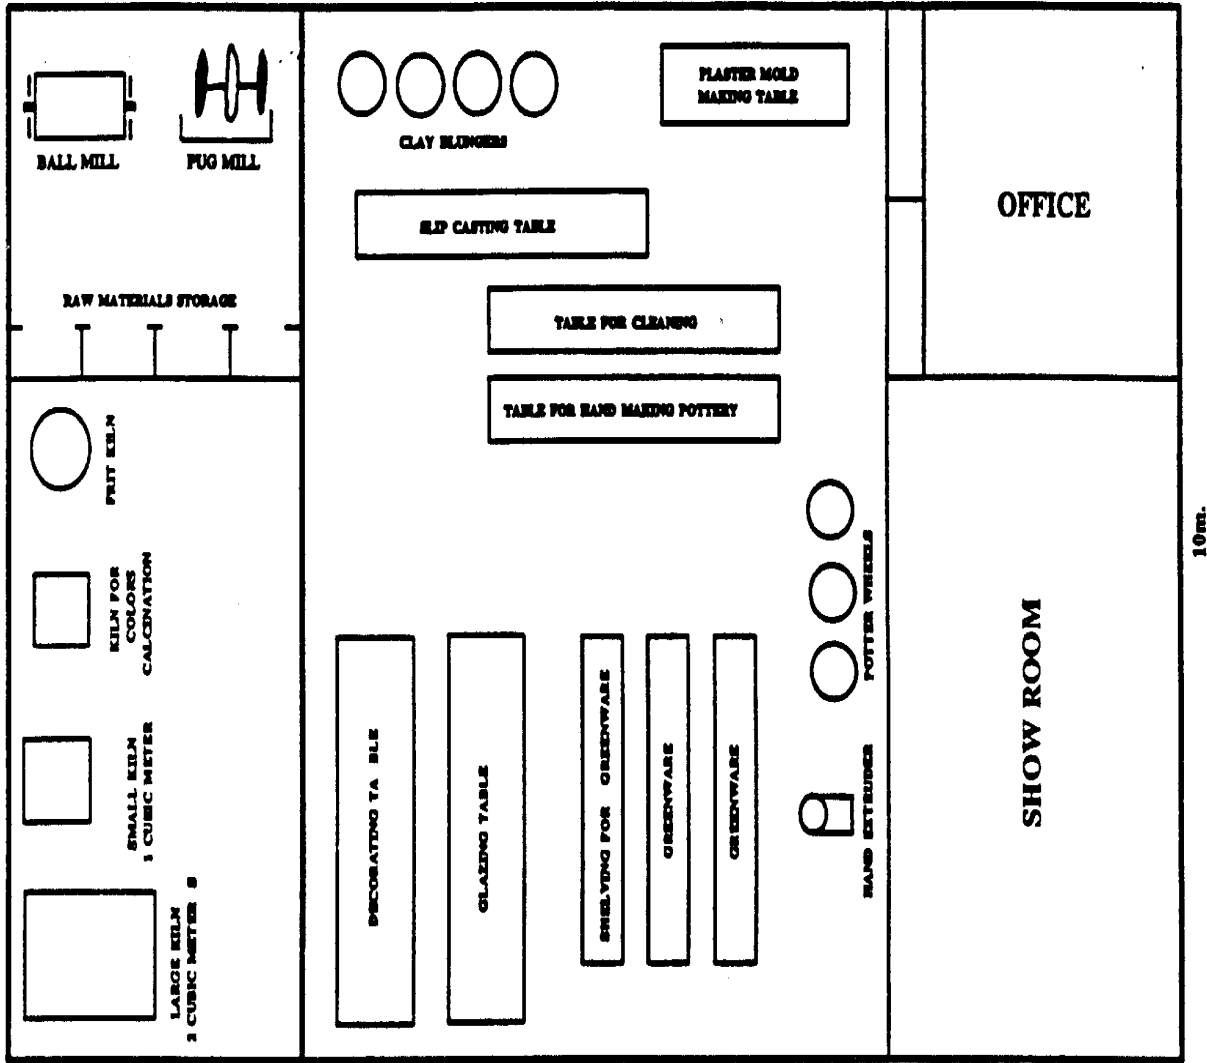 BALL MILL
PUG MILL
CLAY BLUNGERS
PLASTER MOLD
MAKING TABLE
OFFICE
SLIP CASTING TABLE
RAW MATERIALS STORAGE
TABLE FOR CLEANING
TABLE FOR HAND MAKING POTTERY
FRIT KILN
KILN FOR
COLORS
CALCINATION
SMALL KILN
1 CUBIC METER
LARGE KILN
2 CUBIC METER S
DECORATING TA BLE
GLAZING TABLE
SHELVING FOR GREENWARE
GREENWARE
GREENWARE
POTTER WHEELS
HAND EXTRUDER
SHOW ROOM
10m.